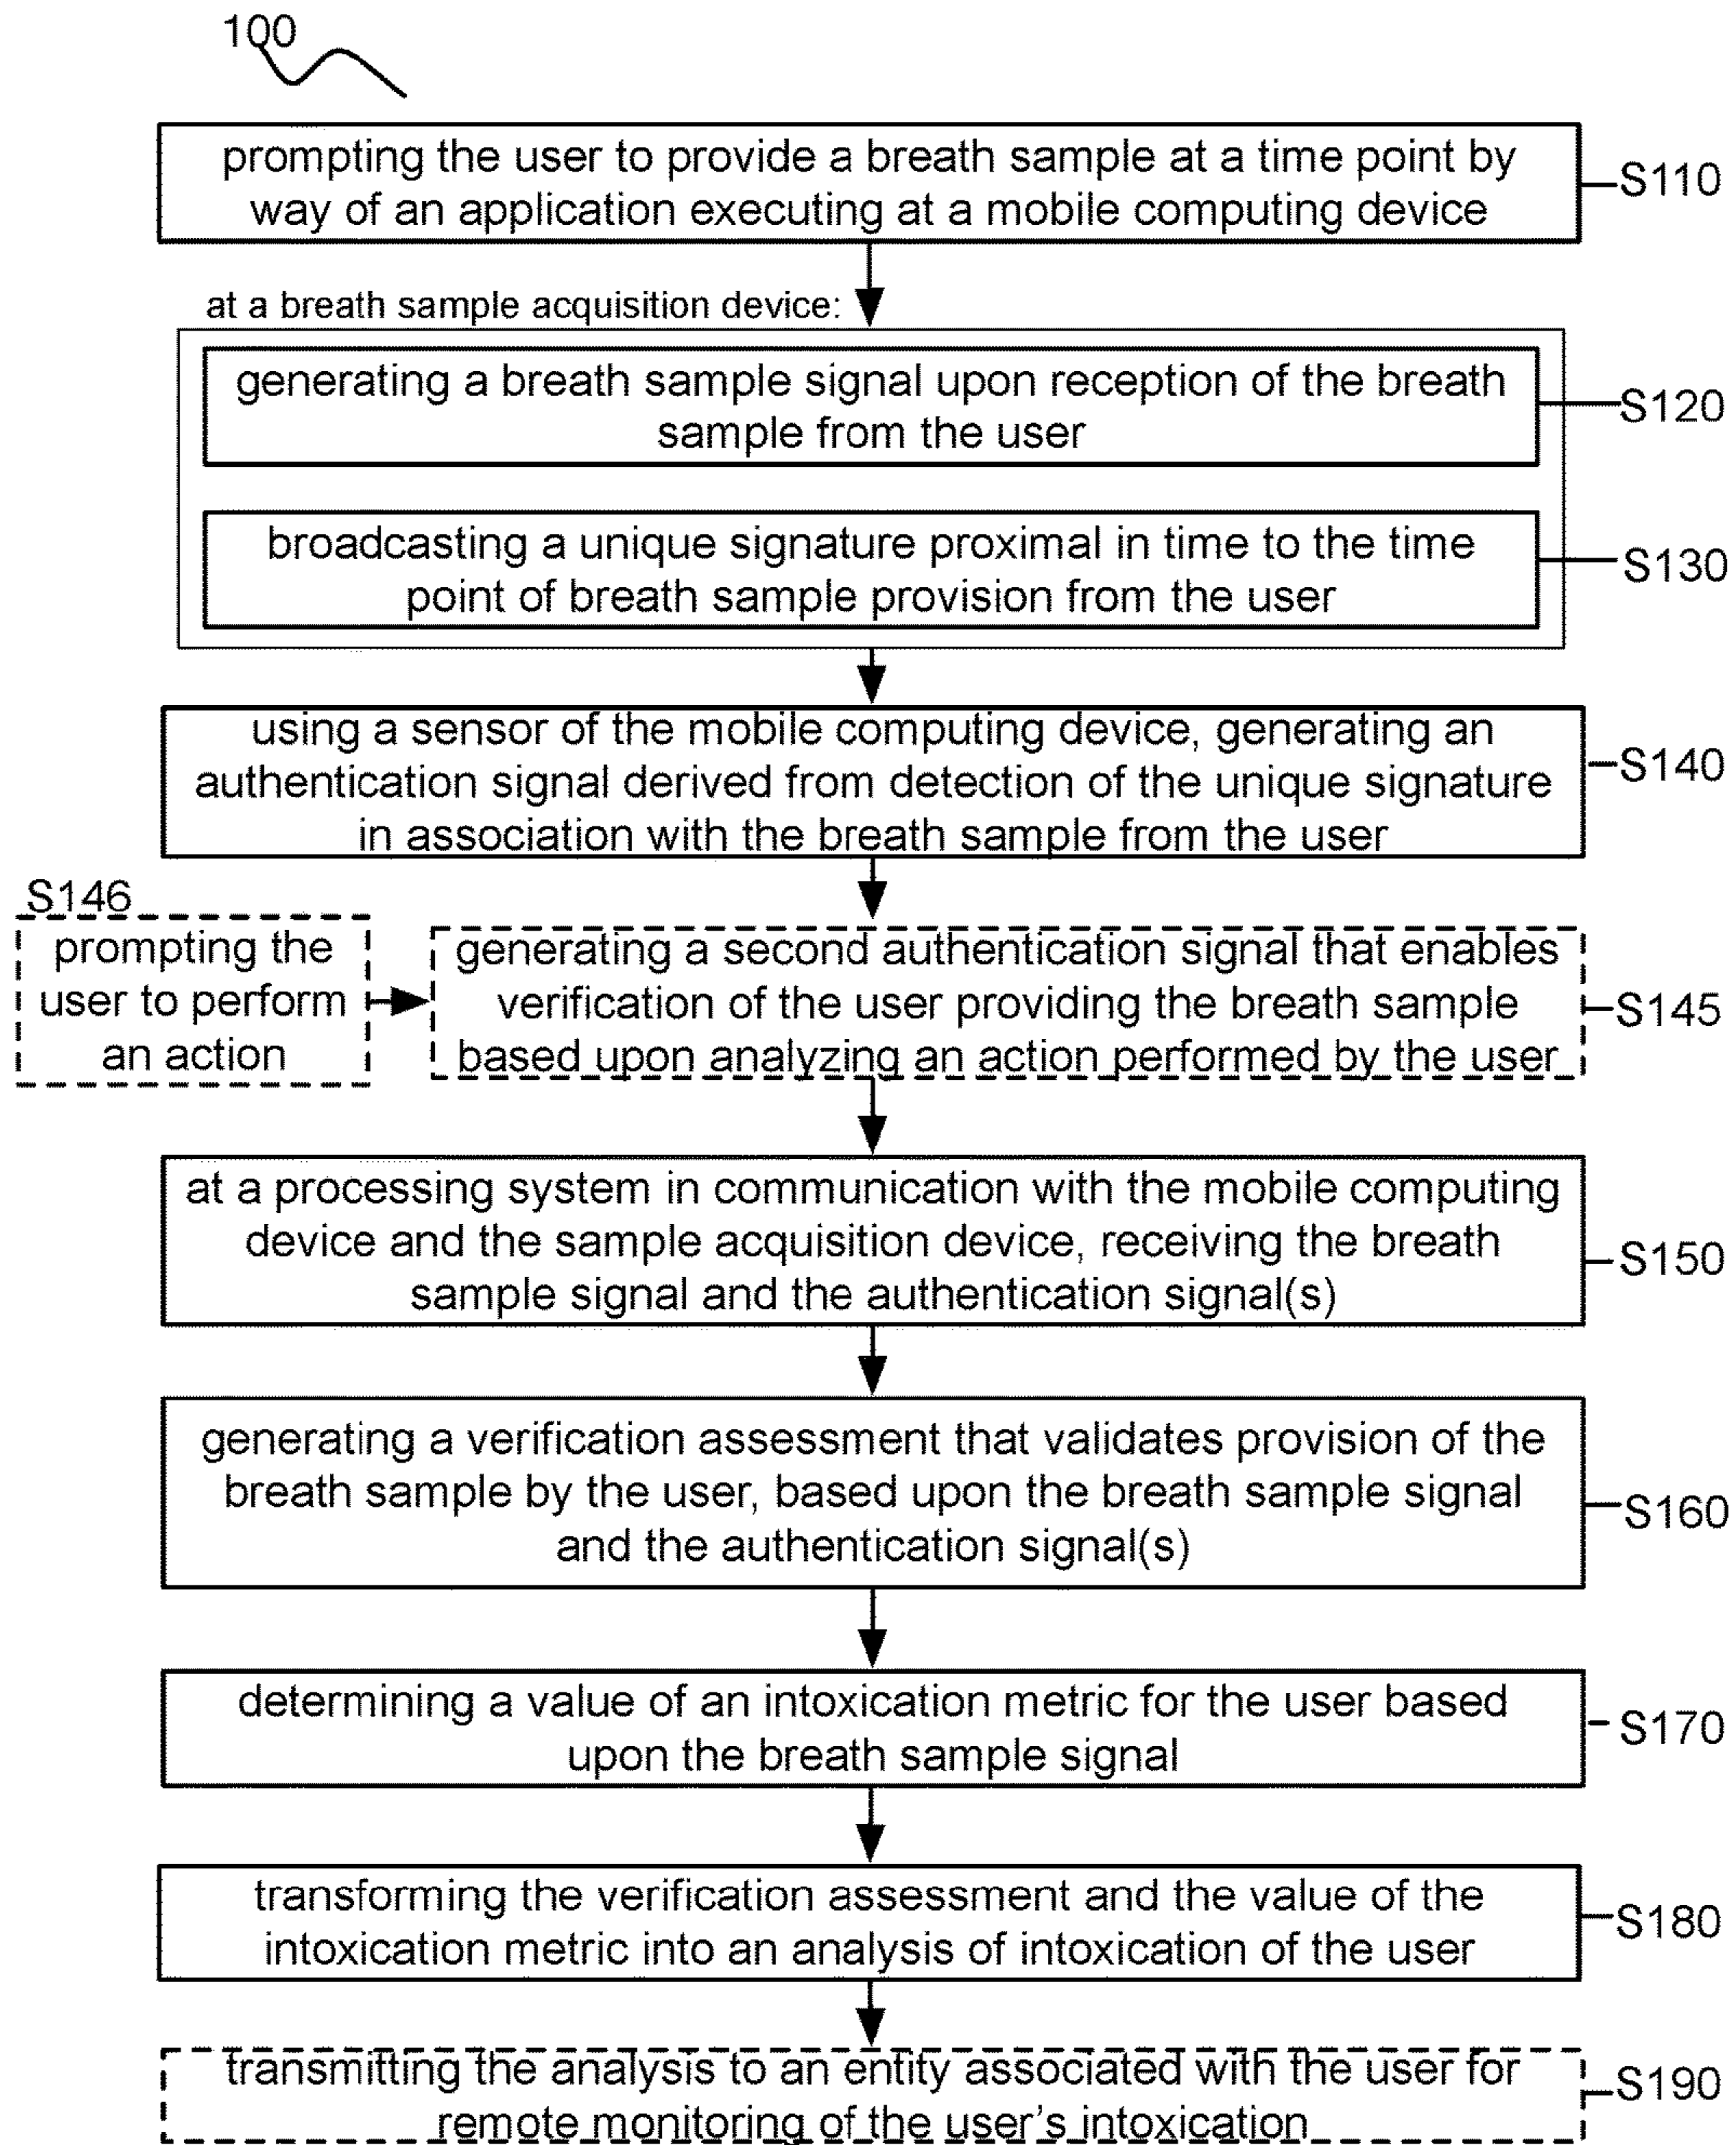 100
prompting the user to provide a breath sample at a time point by
way of an application executing at a mobile computing device
S110
at a breath sample acquisition device:
generating a breath sample signal upon reception of the breath
sample from the user
S120
broadcasting a unique signature proximal in time to the time
point of breath sample provision from the user
S130
using a sensor of the mobile computing device, generating an
authentication signal derived from detection of the unique signature
in association with the breath sample from the user
S140
S146
prompting the
user to perform
an action
generating a second authentication signal that enables
verification of the user providing the breath sample
based upon analyzing an action performed by the user
S145
at a processing system in communication with the mobile computing
device and the sample acquisition device, receiving the breath
sample signal and the authentication signal(s)
S150
generating a verification assessment that validates provision of the
breath sample by the user, based upon the breath sample signal
and the authentication signal(s)
S160
determining a value of an intoxication metric for the user based
upon the breath sample signal
S170
transforming the verification assessment and the value of the
intoxication metric into an analysis of intoxication of the user
S180
transmitting the analysis to an entity associated with the user for
remote monitoring of the user's intoxication
S190